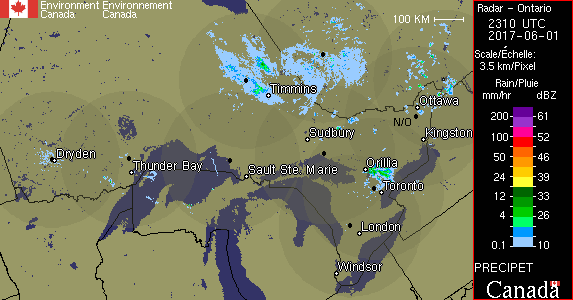 Environment Environnement
Canada Canada
100 KM
Timmins
Ottawa
N/O
Sudbury
Kingston
Dryden
Thunder Bay
Sault Ste. Marie
Orillia
Toronto
London
Windsor
Radar - Ontario
2310 UTC
2017-06-01
Scale/Échelle:
3.5 km/Pixel
Rain/Pluie
mm/hr dBZ
200 61
100 52
50 46
24 39
12 33
4 26
0.1 10
PRECIPET
Canada